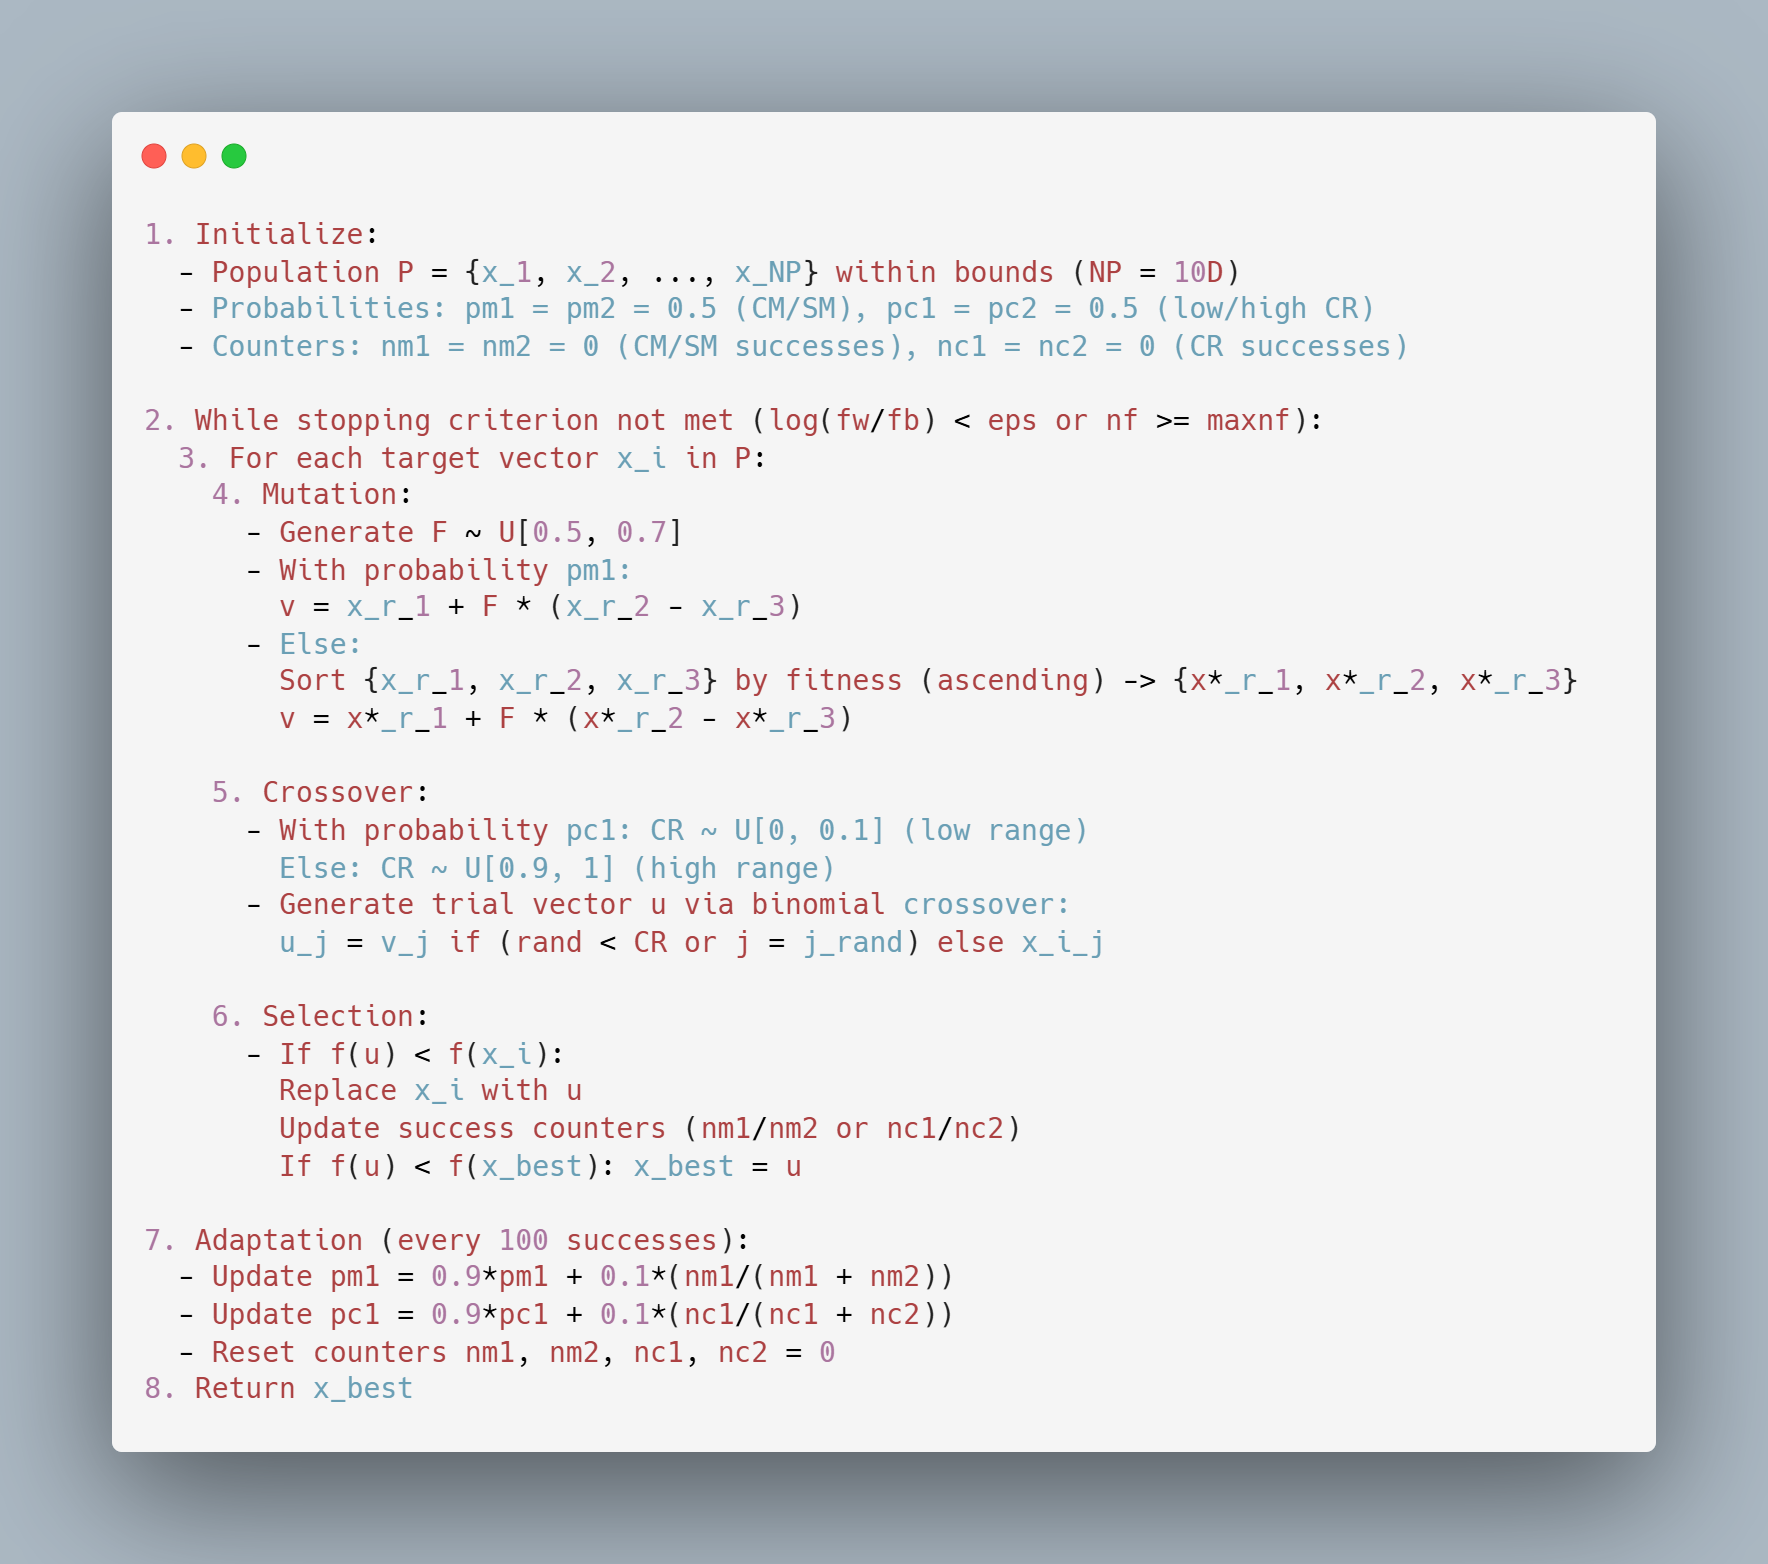 1. Initialize:
- Population P = {x_1, x_2, ..., x_NP} within bounds (NP = 10D)
- Probabilities: pm1 = pm2 = 0.5 (CM/SM), pc1 = pc2 = 0.5 (low/high CR)
- Counters: nm1 = nm2 = 0 (CM/SM successes), nc1 = nc2 = 0 (CR successes)
2. While stopping criterion not met (log(fw/fb) < eps or nf >= maxnf):
3. For each target vector x_i in P:
4. Mutation:
- Generate F ~ U[0.5, 0.7]
- With probability pm1:
v = x_r_1 + F * (x_r_2 - x_r_3)
- Else:
Sort {x_r_1, x_r_2, x_r_3} by fitness (ascending) -> {x*_r_1, x*_r_2, x*_r_3}
v = x*_r_1 + F * (x*_r_2 - x*_r_3)
5. Crossover:
- With probability pc1: CR ~ U[0, 0.1] (low range)
Else: CR ~ U[0.9, 1] (high range)
- Generate trial vector u via binomial crossover:
u_j = v_j if (rand < CR or j = j_rand) else x_i_j
6. Selection:
- If f(u) < f(x_i):
Replace x_i with u
Update success counters (nm1/nm2 or nc1/nc2)
If f(u) < f(x_best): x_best = u
7. Adaptation (every 100 successes):
- Update pm1 = 0.9*pm1 + 0.1*(nm1/(nm1 + nm2))
- Update pc1 = 0.9*pc1 + 0.1*(nc1/(nc1 + nc2))
- Reset counters nm1, nm2, nc1, nc2 = 0
8. Return x_best